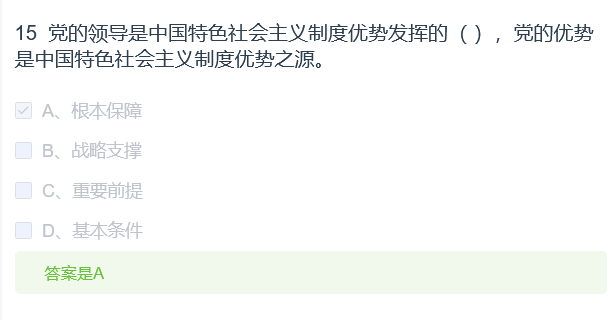 15 党的领导是中国特色社会主义制度优势发挥的（），党的优势
是中国特色社会主义制度优势之源。
A、根本保障
B、战略支撑
C、重要前提
D、基本条件
答案是A